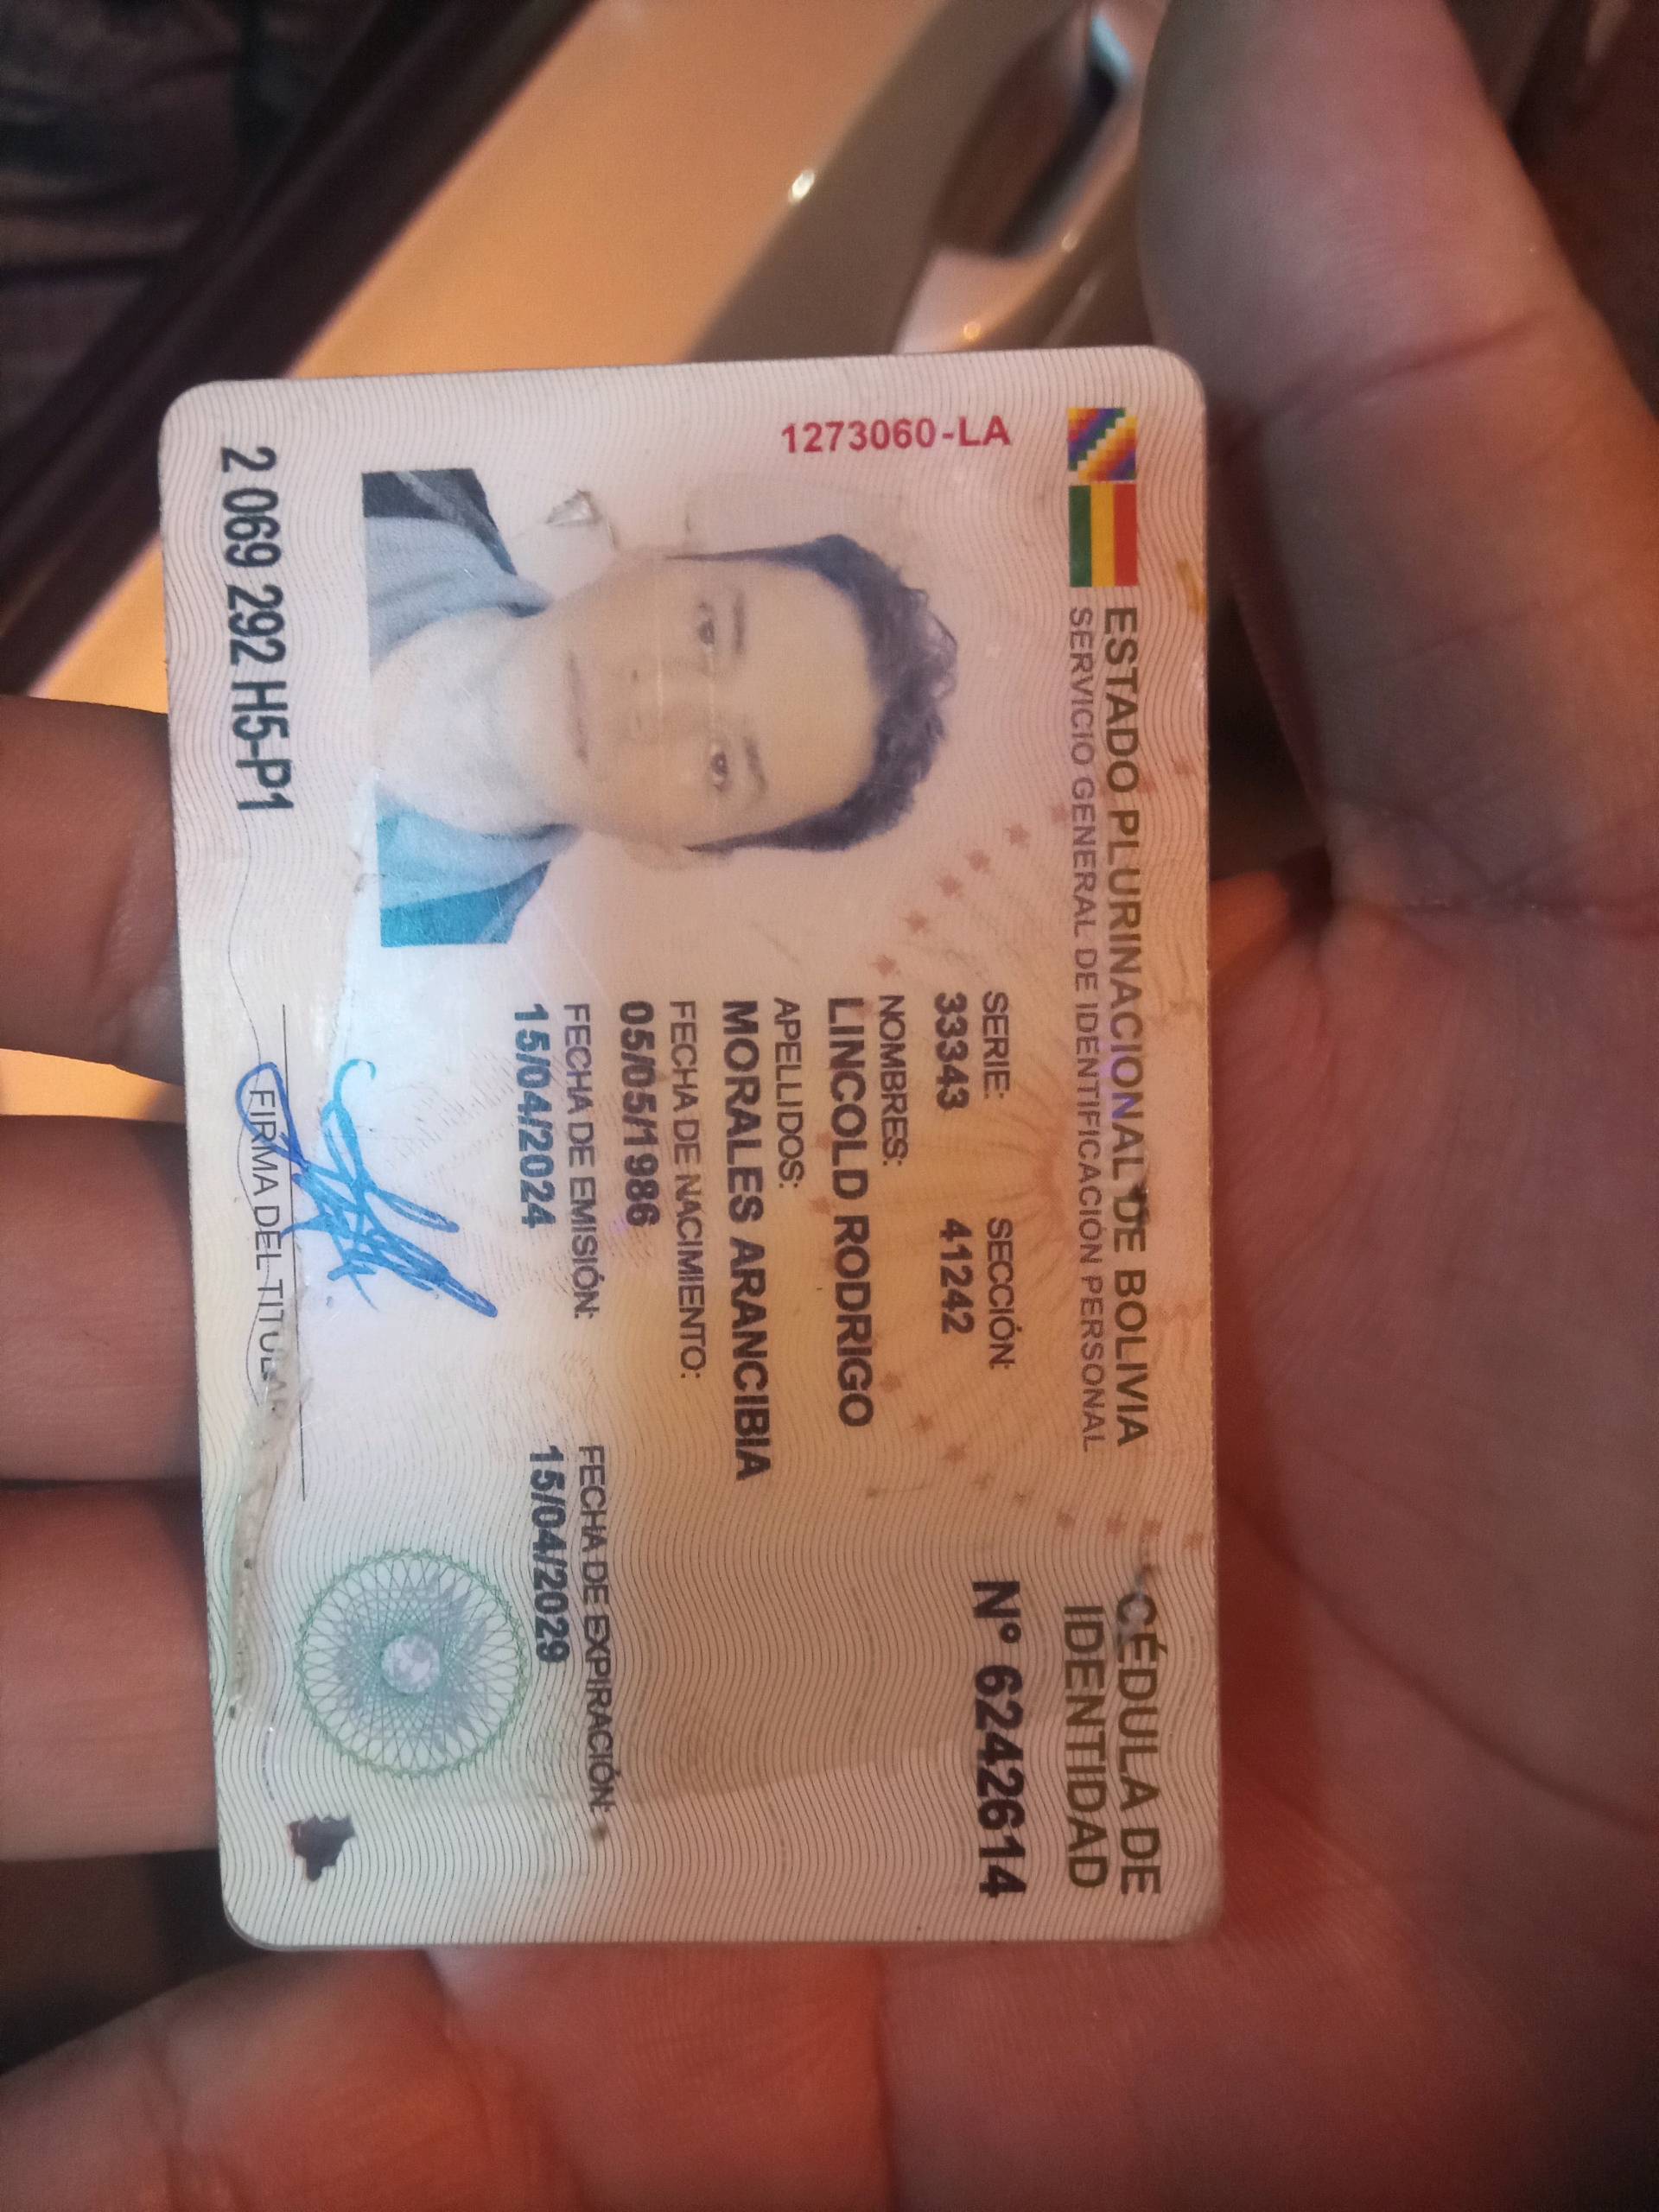 ESTADO PLURINACIONAL DE BOLIVIA
SERVICIO GENERAL DE IDENTIFICACIÓN PERSONAL
CÉDULA DE
IDENTIDAD
1273060-LA
SERIE: SECCIÓN:
33343 41242
Nº 6242614
NOMBRES:
LINCOLD RODRIGO
APELLIDOS:
MORALES ARANCIBIA
FECHA DE NACIMIENTO:
05/05/1986
FECHA DE EMISIÓN: FECHA DE EXPIRACIÓN:
15/04/2024 15/04/2029
FIRMA DEL TITULAR
2 069 292 H5-P1